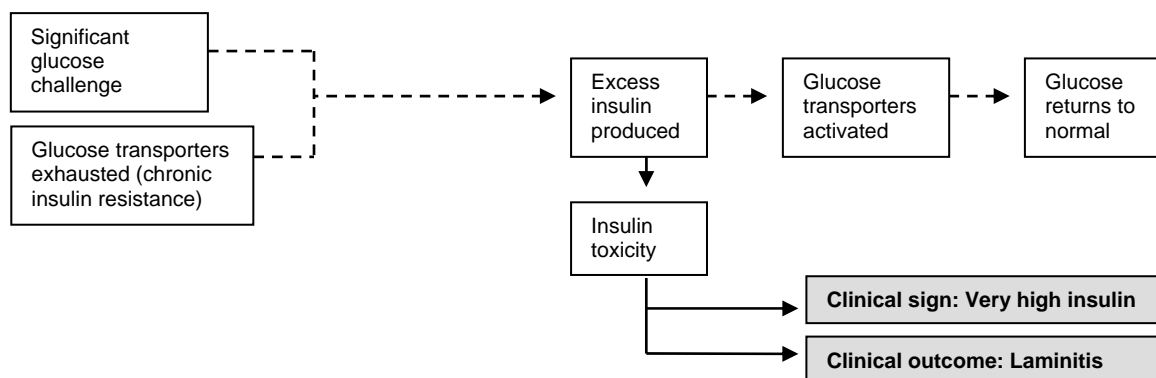 Significant
glucose
challenge
Glucose transporters
exhausted (chronic
insulin resistance)
Excess
insulin
produced
Glucose
transporters
activated
Glucose
returns to
normal
Insulin
toxicity
Clinical sign: Very high insulin
Clinical outcome: Laminitis